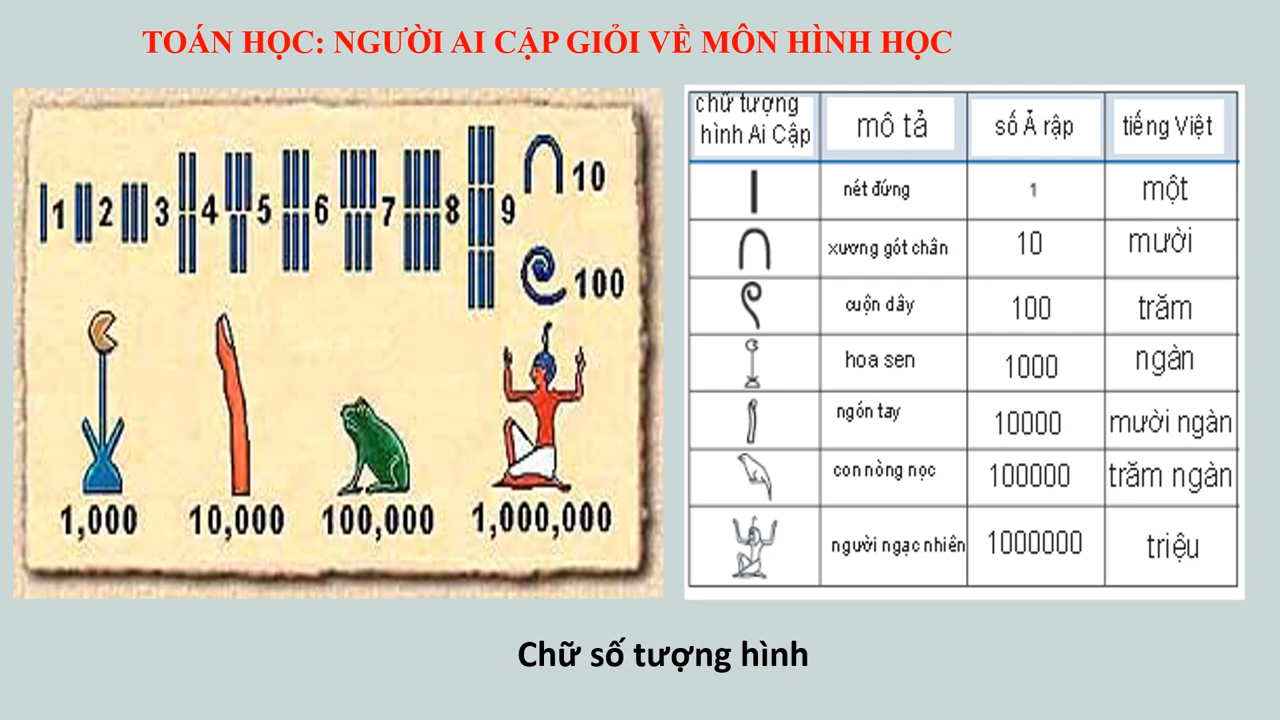 TOÁN HỌC: NGƯỜI AI CẬP GIỎI VỀ MÔN HÌNH HỌC
1 2 3 4 5 6 7 8 9 10
100
1,000 10,000 100,000 1,000,000
chữ tượng hình Ai Cập mô tả số Ả rập tiếng Việt
nét đứng 1 một
xương gót chân 10 mười
cuộn dây 100 trăm
hoa sen 1000 ngàn
ngón tay 10000 mười ngàn
con nòng nọc 100000 trăm ngàn
người ngạc nhiên 1000000 triệu
Chữ số tượng hình